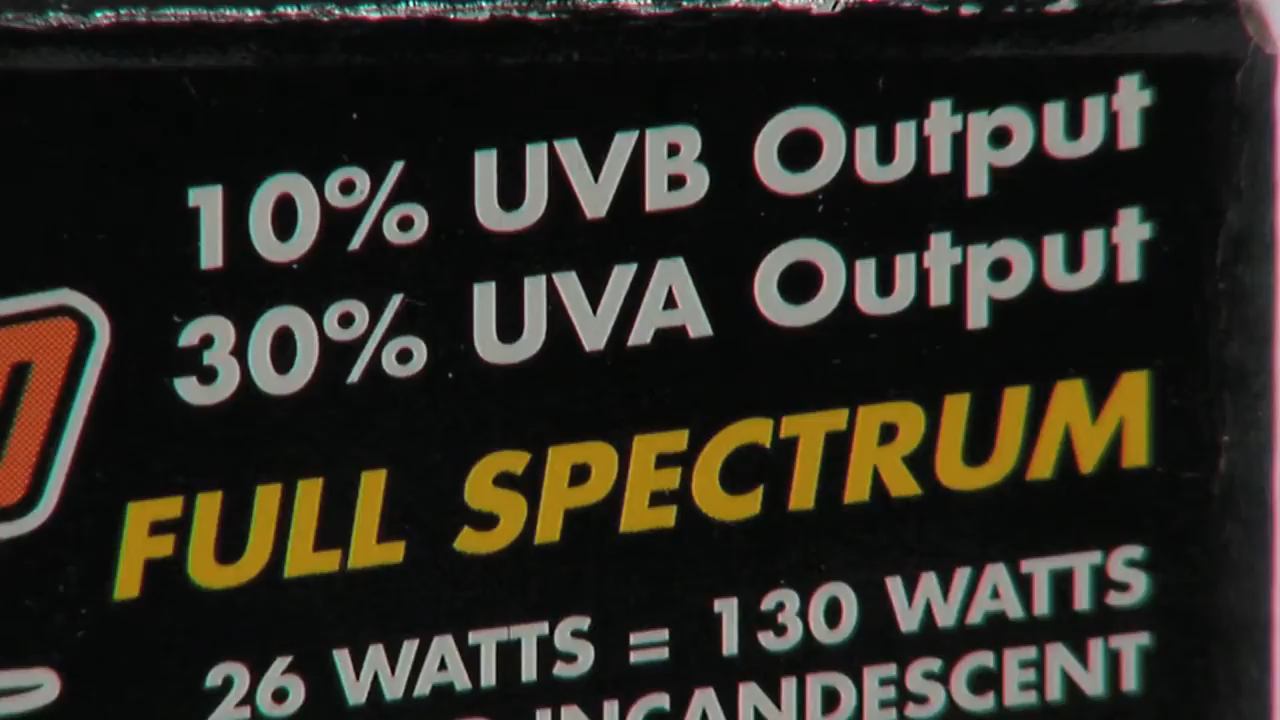 10% UVB Output
30% UVA Output
FULL SPECTRUM
26 WATTS = 130 WATTS
INCANDESCENT